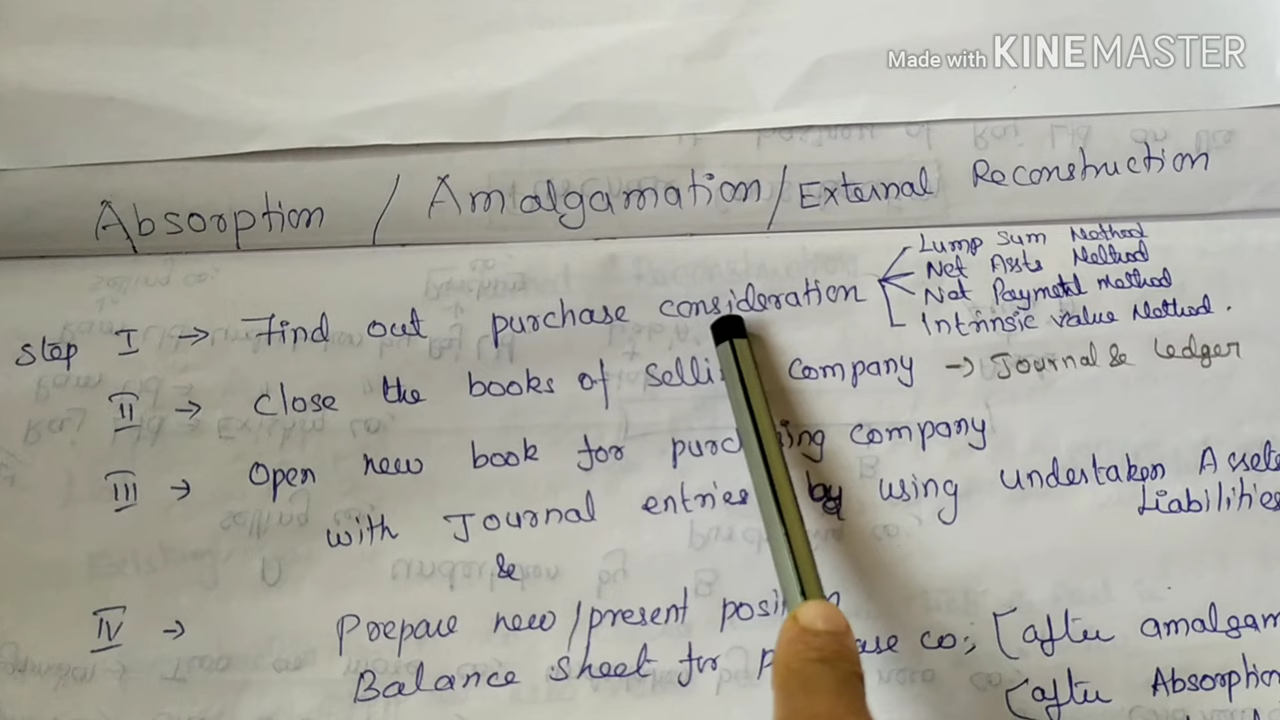 Made with KINEMASTER
Absorption / Amalgamation / External Reconstruction
Lump Sum Method
Net Assts Method
Step I → Find out purchase consideration
Net Paymetal method
Intrinsic value Method.
II → Close the books of Selli company → Journal & Ledger
III → Open new book for purc ing company
with Journal entries by using undertaken Assets
Liabilities
&
IV → Prepare new/present posi
Balance Sheet for p ase co; [after amalgam
[after Absorption